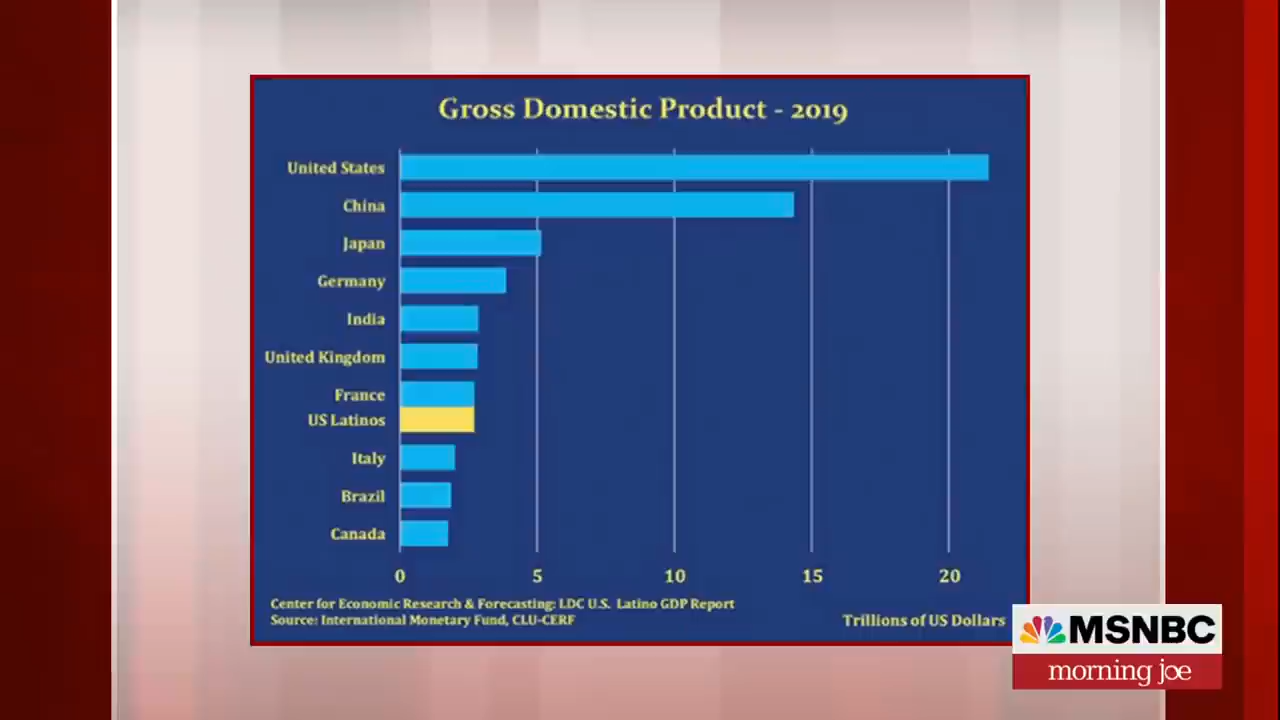 Gross Domestic Product - 2019
United States
China
Japan
Germany
India
United Kingdom
France
US Latinos
Italy
Brazil
Canada
0 5 10 15 20
Center for Economic Research & Forecasting: LDC U.S. Latino GDP Report
Source: International Monetary Fund, CLU-CERF
Trillions of US Dollars
MSNBC
morning joe